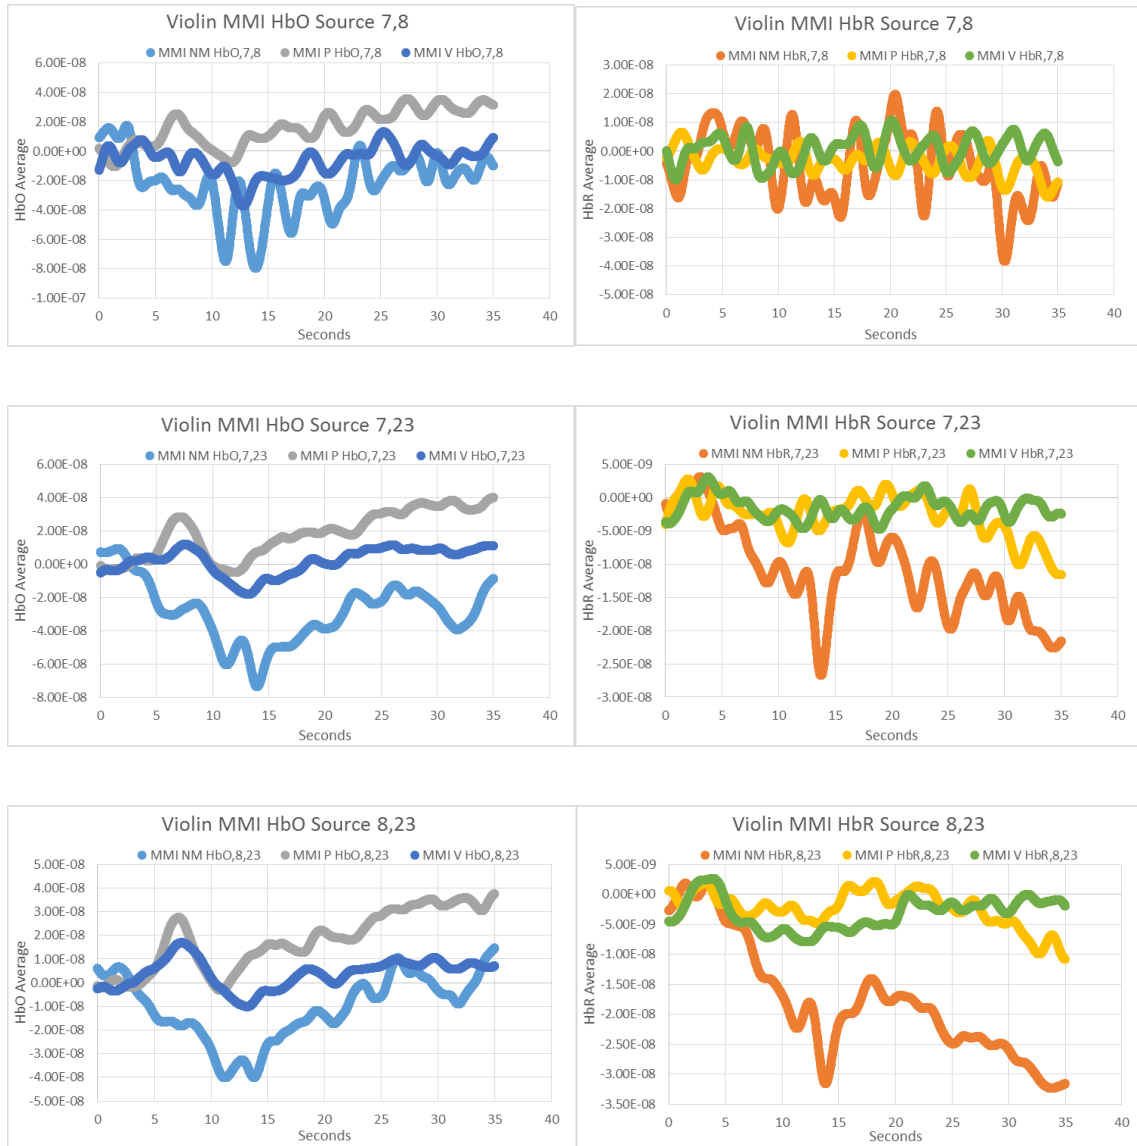 Violin MMI HbO Source 7,8
MMI NM HbO,7,8 MMI P HbO,7,8 MMI V HbO,7,8
6.00E-08
4.00E-08
2.00E-08
0.00E+00
-2.00E-08
-4.00E-08
-6.00E-08
-8.00E-08
-1.00E-07
HbO Average
0 5 10 15 20 25 30 35 40
Seconds
Violin MMI HbR Source 7,8
MMI NM HbR,7,8 MMI P HbR,7,8 MMI V HbR,7,8
3.00E-08
2.00E-08
1.00E-08
0.00E+00
-1.00E-08
-2.00E-08
-3.00E-08
-4.00E-08
-5.00E-08
HbR Average
0 5 10 15 20 25 30 35 40
Seconds
Violin MMI HbO Source 7,23
MMI NM HbO,7,23 MMI P HbO,7,23 MMI V HbO,7,23
6.00E-08
4.00E-08
2.00E-08
0.00E+00
-2.00E-08
-4.00E-08
-6.00E-08
-8.00E-08
HbO Average
0 5 10 15 20 25 30 35 40
Seconds
Violin MMI HbR Source 7,23
MMI NM HbR,7,23 MMI P HbR,7,23 MMI V HbR,7,23
5.00E-09
0.00E+00
-5.00E-09
-1.00E-08
-1.50E-08
-2.00E-08
-2.50E-08
-3.00E-08
HbR Average
0 5 10 15 20 25 30 35 40
Seconds
Violin MMI HbO Source 8,23
MMI NM HbO,8,23 MMI P HbO,8,23 MMI V HbO,8,23
5.00E-08
4.00E-08
3.00E-08
2.00E-08
1.00E-08
0.00E+00
-1.00E-08
-2.00E-08
-3.00E-08
-4.00E-08
-5.00E-08
HbO Average
0 5 10 15 20 25 30 35 40
Seconds
Violin MMI HbR Source 8,23
MMI NM HbR,8,23 MMI P HbR,8,23 MMI V HbR,8,23
5.00E-09
0.00E+00
-5.00E-09
-1.00E-08
-1.50E-08
-2.00E-08
-2.50E-08
-3.00E-08
-3.50E-08
HbR Average
0 5 10 15 20 25 30 35 40
Seconds